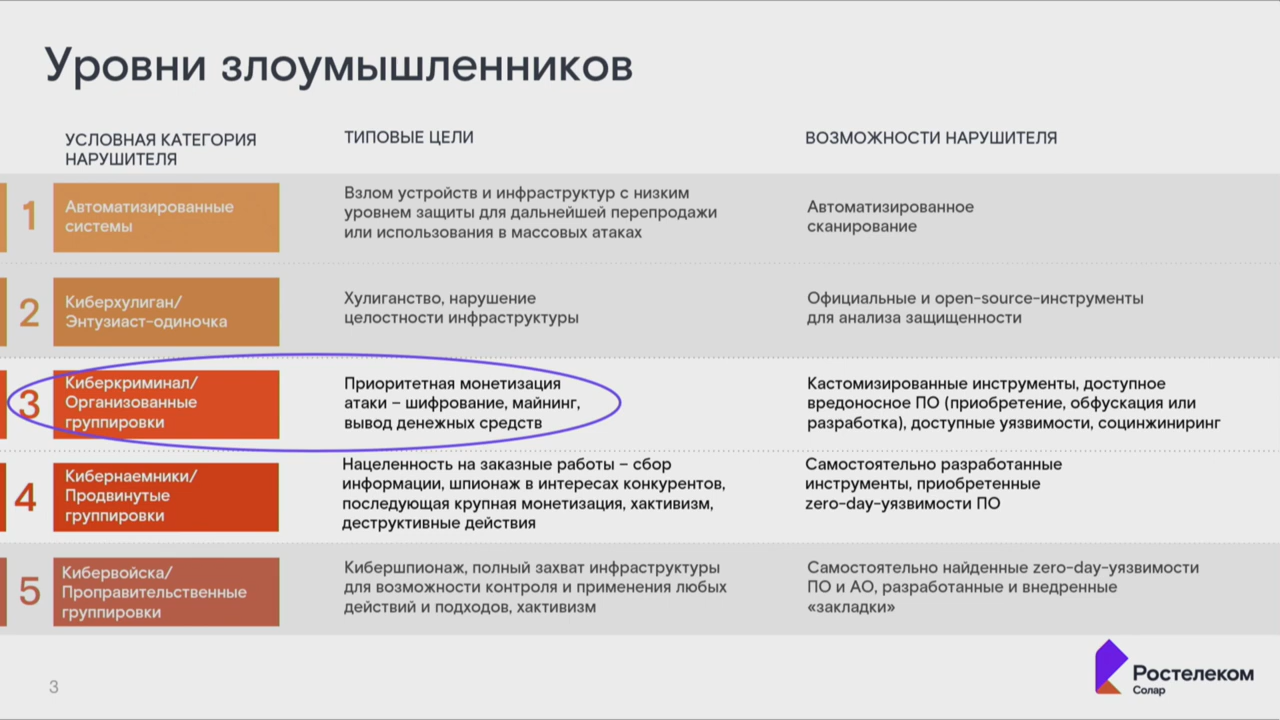 Уровни злоумышленников
УСЛОВНАЯ КАТЕГОРИЯ
НАРУШИТЕЛЯ
ТИПОВЫЕ ЦЕЛИ
ВОЗМОЖНОСТИ НАРУШИТЕЛЯ
1
Автоматизированные
системы
Взлом устройств и инфраструктур с низким
уровнем защиты для дальнейшей перепродажи
или использования в массовых атаках
Автоматизированное
сканирование
2
Киберхулиган/
Энтузиаст-одиночка
Хулиганство, нарушение
целостности инфраструктуры
Официальные и open-source-инструменты
для анализа защищенности
3
Киберкриминал/
Организованные
группировки
Приоритетная монетизация
атаки – шифрование, майнинг,
вывод денежных средств
Кастомизированные инструменты, доступное
вредоносное ПО (приобретение, обфускация или
разработка), доступные уязвимости, социнжиниринг
4
Кибернаемники/
Продвинутые
группировки
Нацеленность на заказные работы – сбор
информации, шпионаж в интересах конкурентов,
последующая крупная монетизация, хактивизм,
деструктивные действия
Самостоятельно разработанные
инструменты, приобретенные
zero-day-уязвимости ПО
5
Кибервойска/
Проправительственные
группировки
Кибершпионаж, полный захват инфраструктуры
для возможности контроля и применения любых
действий и подходов, хактивизм
Самостоятельно найденные zero-day-уязвимости
ПО и АО, разработанные и внедренные
«закладки»
3
Ростелеком
Солар